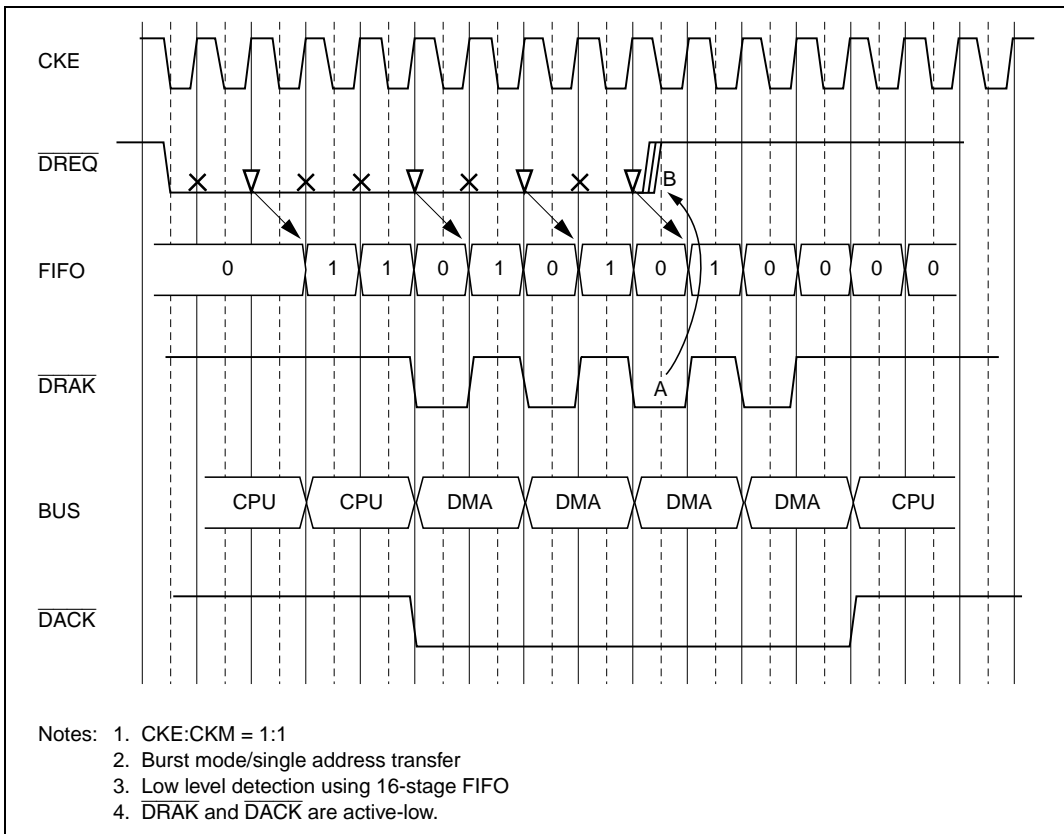 CKE
DREQ
B
FIFO 0 1 1 0 1 0 1 0 1 0 0 0 0
DRAK
A
BUS CPU CPU DMA DMA DMA DMA CPU
DACK
Notes: 1. CKE:CKM = 1:1
2. Burst mode/single address transfer
3. Low level detection using 16-stage FIFO
4. DRAK and DACK are active-low.